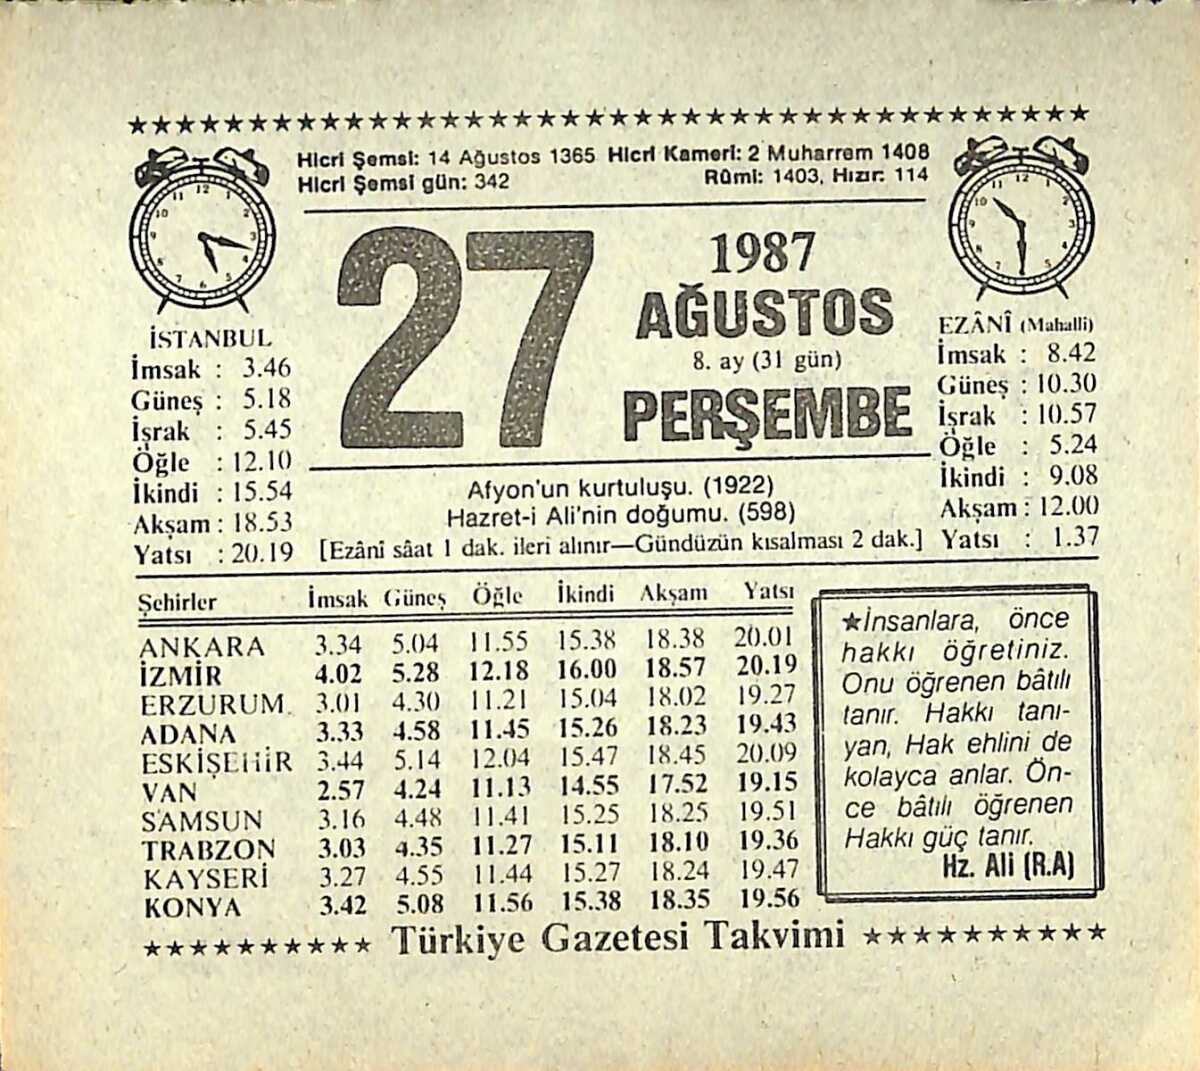 Hicri Şemsi: 14 Ağustos 1365 Hicri Kameri: 2 Muharrem 1408
Hicri Şemsi gün: 342 Rûmi: 1403, Hızır: 114
27
1987
AĞUSTOS
8. ay (31 gün)
PERŞEMBE
İSTANBUL
İmsak : 3.46
Güneş : 5.18
İşrak : 5.45
Öğle : 12.10
İkindi : 15.54
Akşam : 18.53
Yatsı : 20.19
EZÂNÎ (Mahalli)
İmsak : 8.42
Güneş : 10.30
İşrak : 10.57
Öğle : 5.24
İkindi : 9.08
Akşam : 12.00
Yatsı : 1.37
Afyon'un kurtuluşu. (1922)
Hazret-i Ali'nin doğumu. (598)
[Ezânî sâat 1 dak. ileri alınır—Gündüzün kısalması 2 dak.]
Şehirler İmsak Güneş Öğle İkindi Akşam Yatsı
ANKARA 3.34 5.04 11.55 15.38 18.38 20.01
İZMİR 4.02 5.28 12.18 16.00 18.57 20.19
ERZURUM 3.01 4.30 11.21 15.04 18.02 19.27
ADANA 3.33 4.58 11.45 15.26 18.23 19.43
ESKİŞEHİR 3.44 5.14 12.04 15.47 18.45 20.09
VAN 2.57 4.24 11.13 14.55 17.52 19.15
SAMSUN 3.16 4.48 11.41 15.25 18.25 19.51
TRABZON 3.03 4.35 11.27 15.11 18.10 19.36
KAYSERİ 3.27 4.55 11.44 15.27 18.24 19.47
KONYA 3.42 5.08 11.56 15.38 18.35 19.56
★İnsanlara, önce
hakkı öğretiniz.
Onu öğrenen bâtılı
tanır. Hakkı tanı-
yan, Hak ehlini de
kolayca anlar. Ön-
ce bâtılı öğrenen
Hakkı güç tanır.
Hz. Ali (R.A)
Türkiye Gazetesi Takvimi